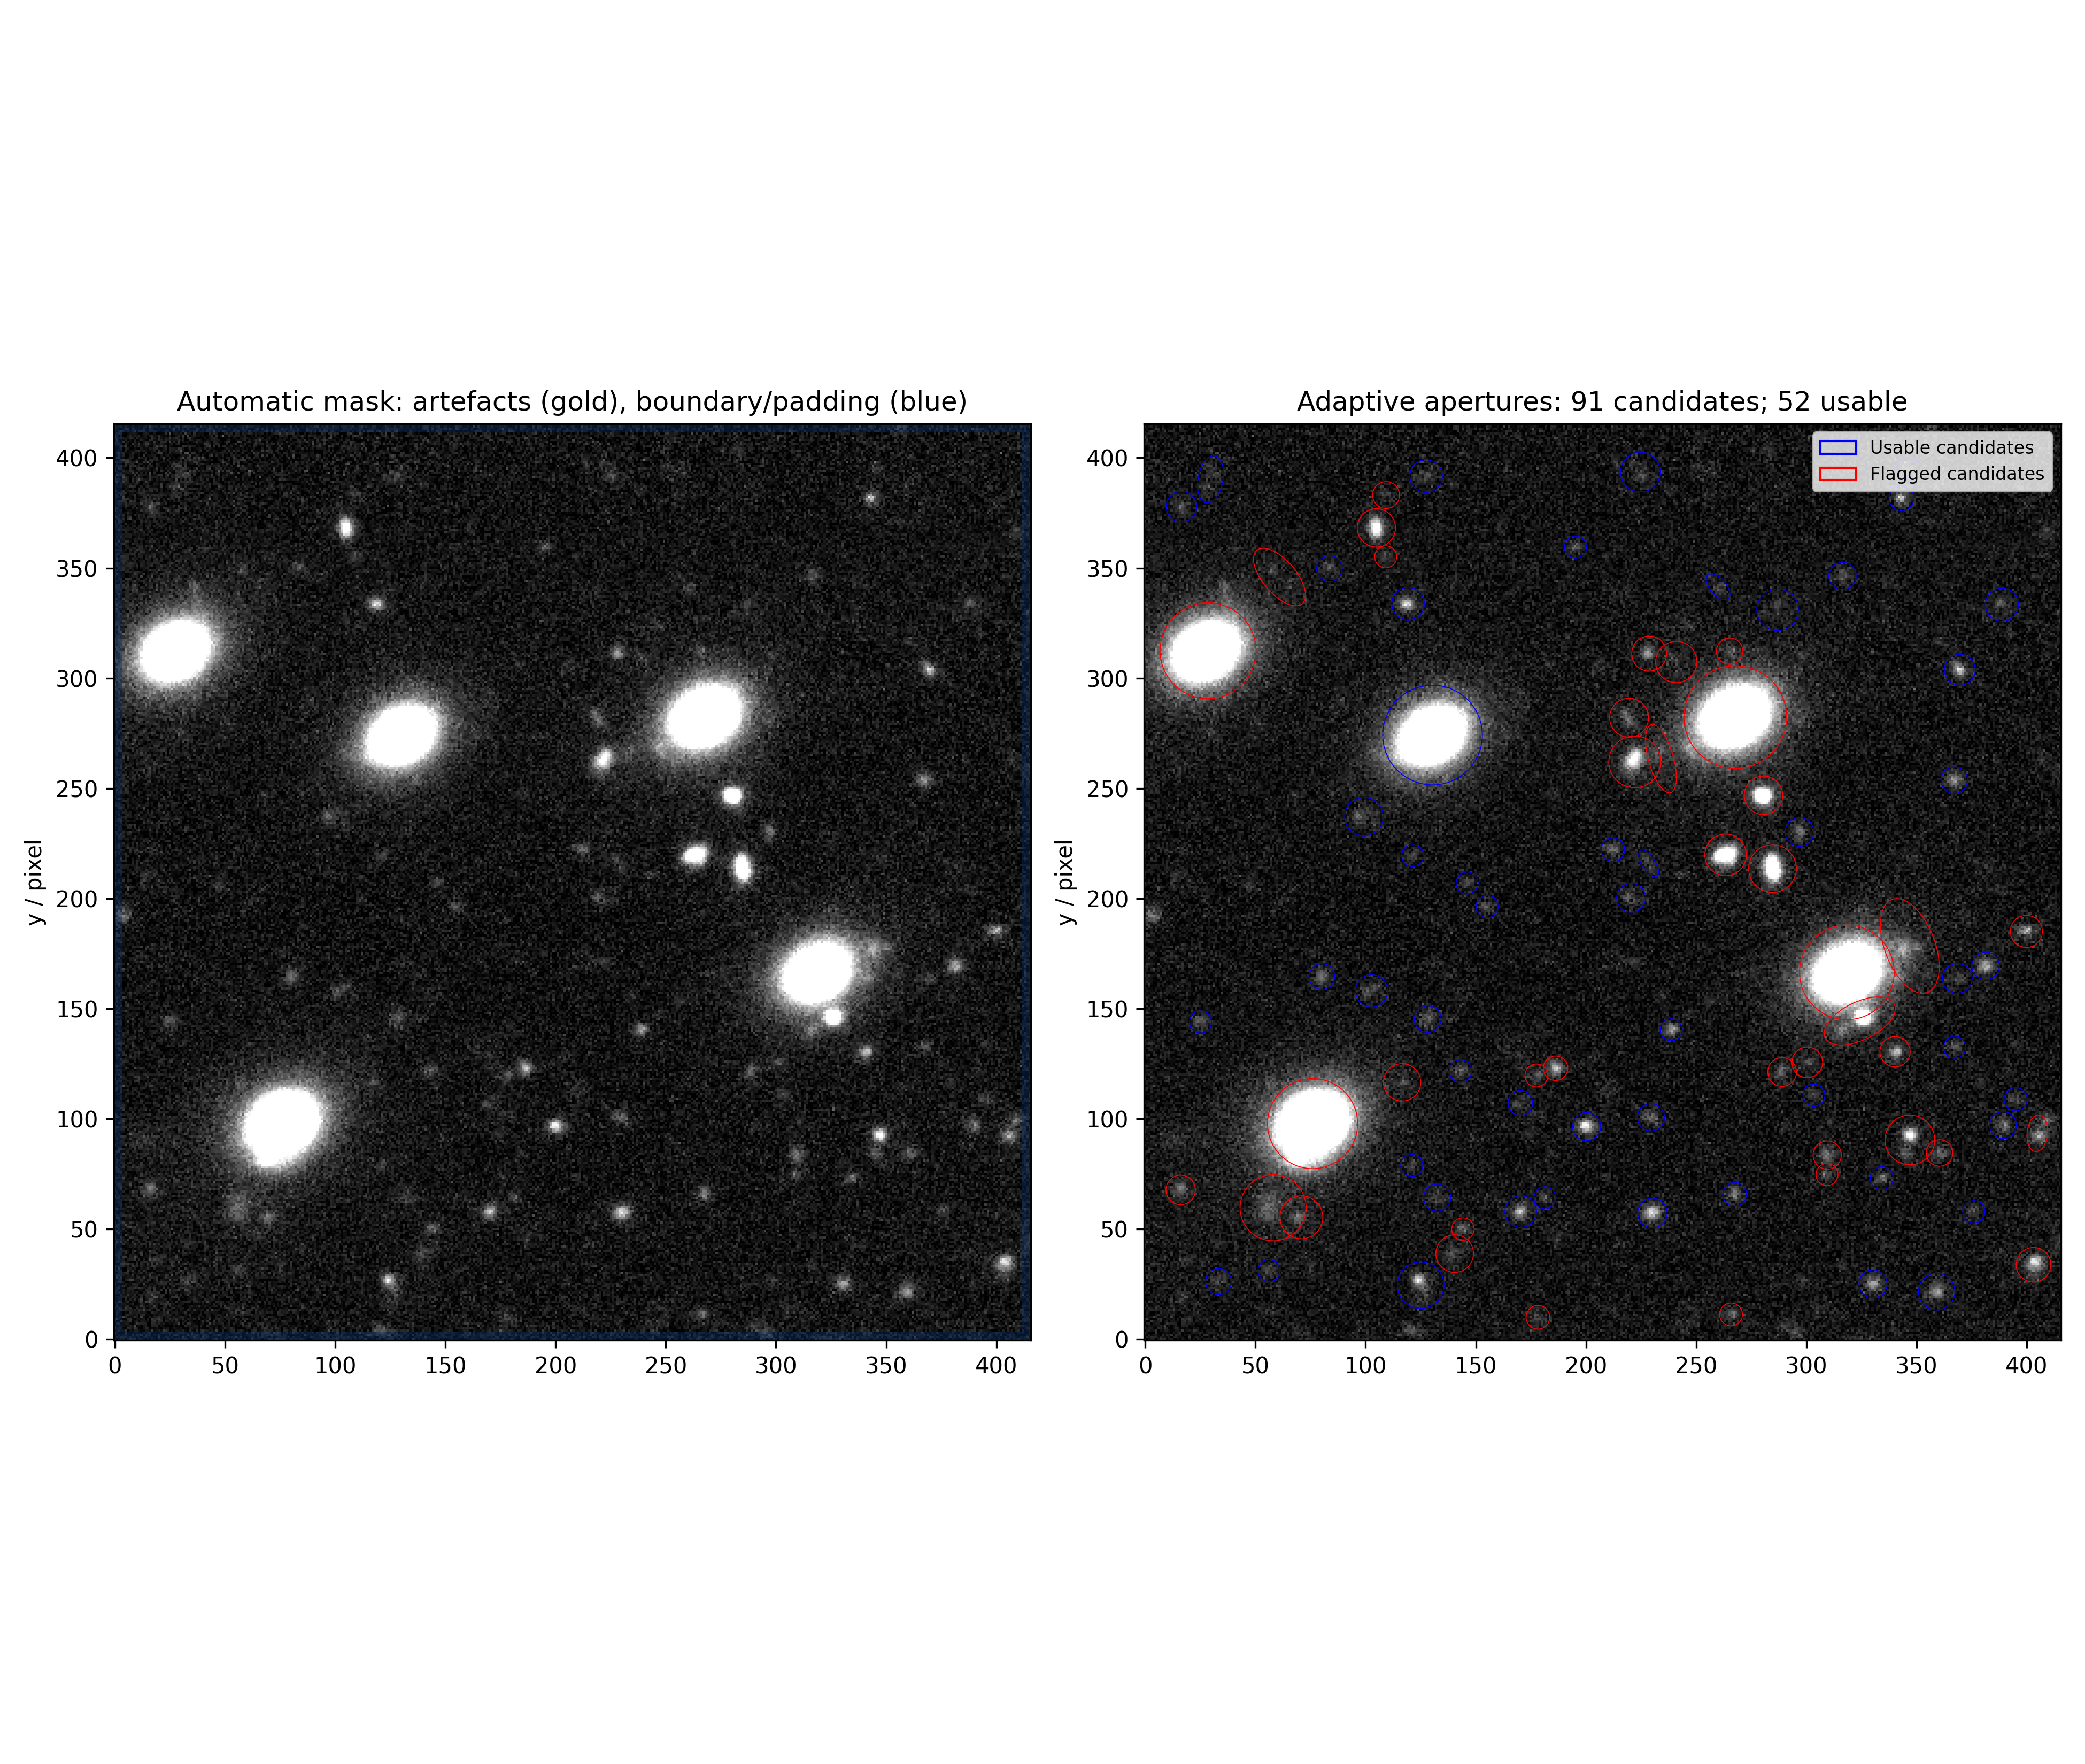 Automatic mask: artefacts (gold), boundary/padding (blue)
Adaptive apertures: 91 candidates; 52 usable
Usable candidates
Flagged candidates
y / pixel
400
350
300
250
200
150
100
50
0
0 50 100 150 200 250 300 350 400
y / pixel
400
350
300
250
200
150
100
50
0
0 50 100 150 200 250 300 350 400